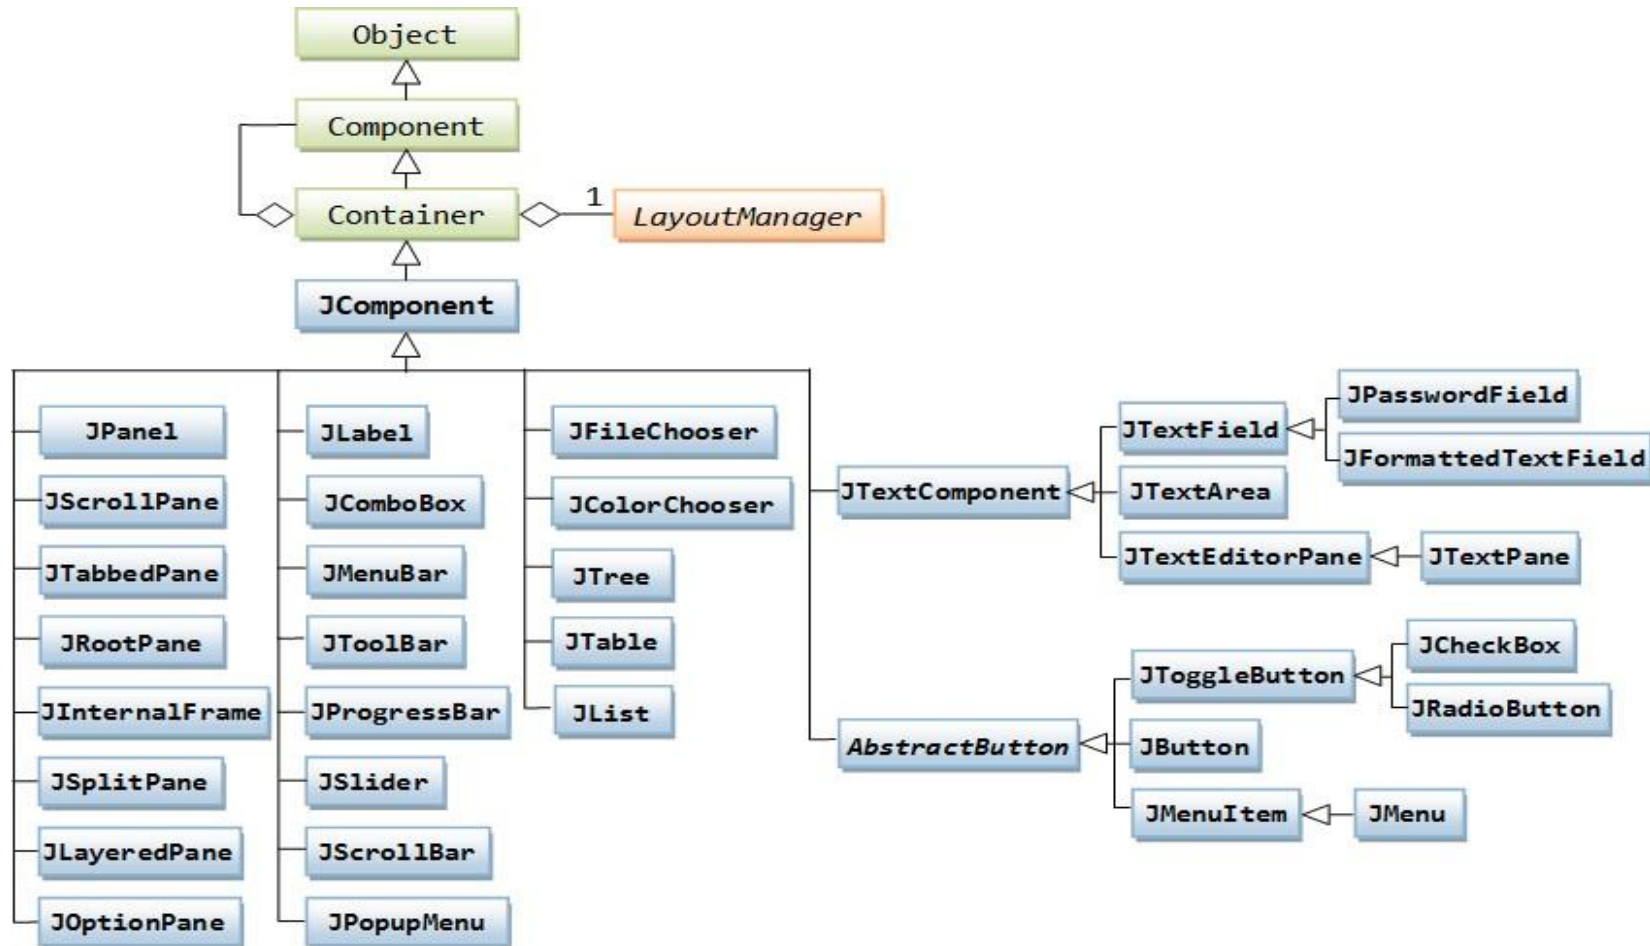 Object
Component
Container
1
LayoutManager
JComponent
JPanel
JScrollPane
JTabbedPane
JRootPane
JInternalFrame
JSplitPane
JLayeredPane
JOptionPane
JLabel
JComboBox
JMenuBar
JToolBar
JProgressBar
JSlider
JScrollBar
JPopupMenu
JFileChooser
JColorChooser
JTree
JTable
JList
JTextComponent
JTextField
JPasswordField
JFormattedTextField
JTextArea
JTextEditorPane
JTextPane
AbstractButton
JToggleButton
JCheckBox
JRadioButton
JButton
JMenuItem
JMenu